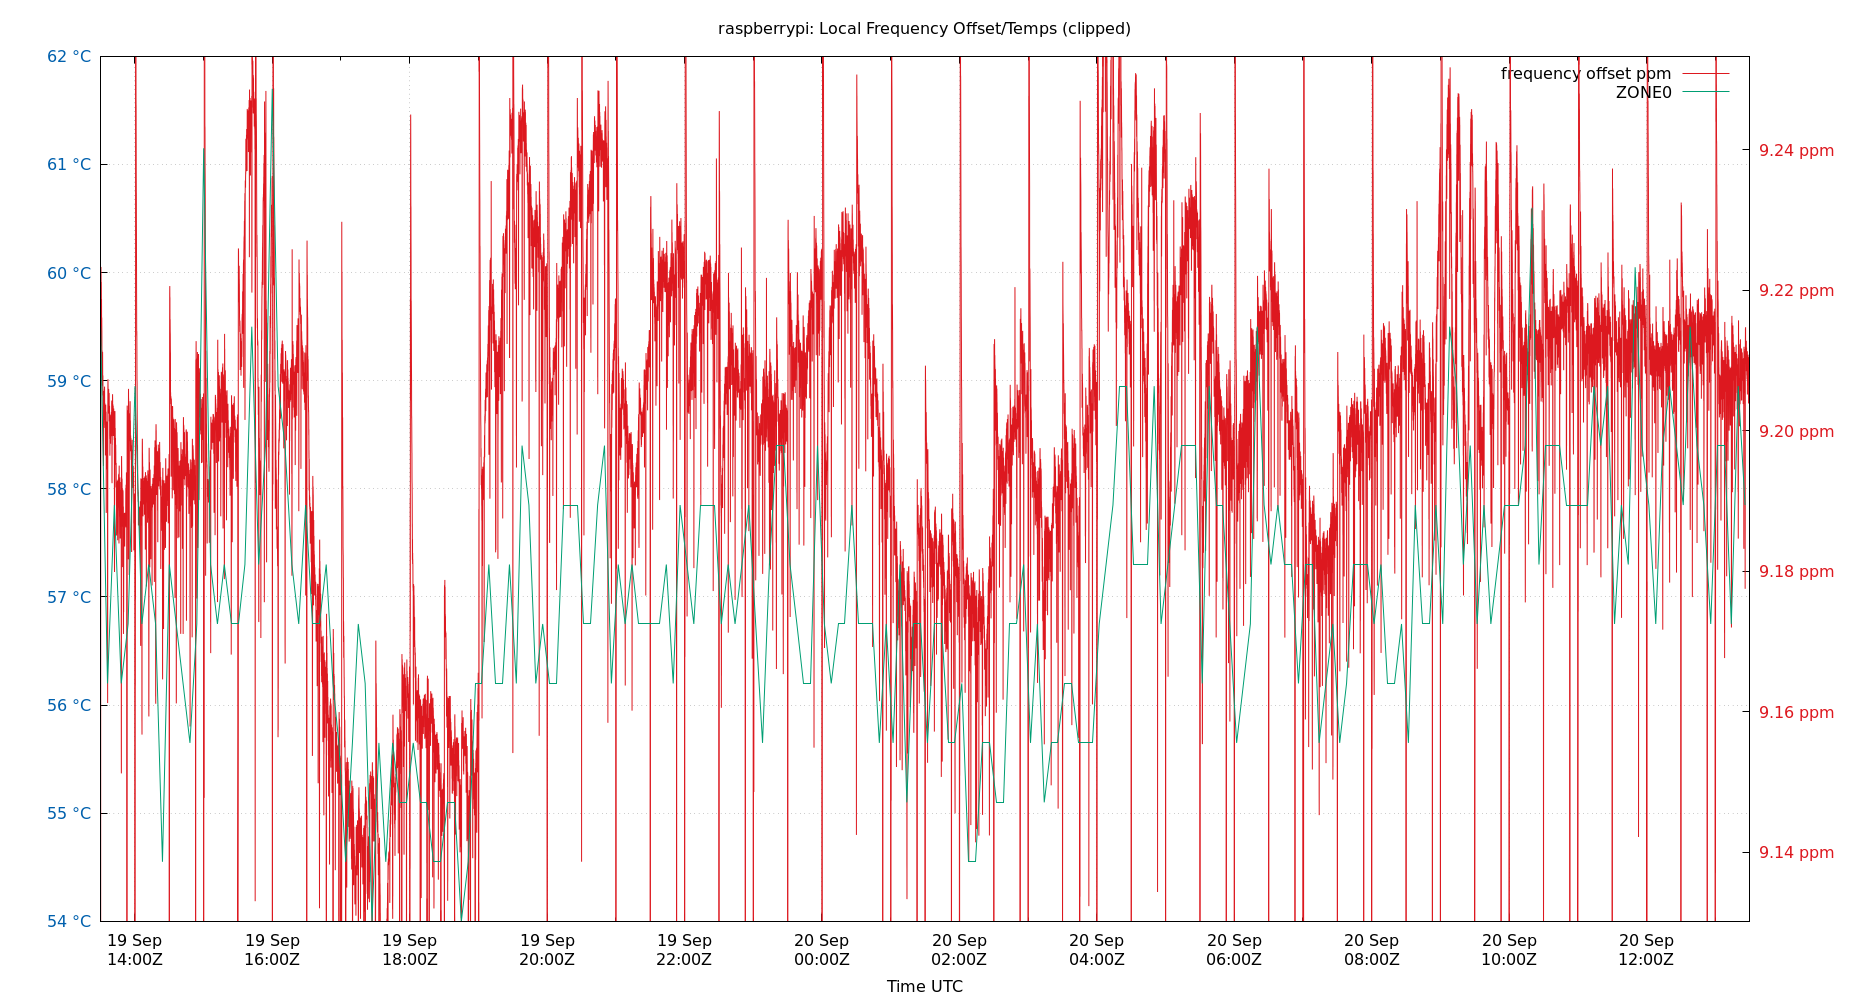 raspberrypi: Local Frequency Offset/Temps (clipped)
frequency offset ppm
ZONE0
62 °C
61 °C
60 °C
59 °C
58 °C
57 °C
56 °C
55 °C
54 °C
9.24 ppm
9.22 ppm
9.20 ppm
9.18 ppm
9.16 ppm
9.14 ppm
19 Sep 19 Sep 19 Sep 19 Sep 19 Sep 20 Sep 20 Sep 20 Sep 20 Sep 20 Sep 20 Sep 20 Sep
14:00Z 16:00Z 18:00Z 20:00Z 22:00Z 00:00Z 02:00Z 04:00Z 06:00Z 08:00Z 10:00Z 12:00Z
Time UTC